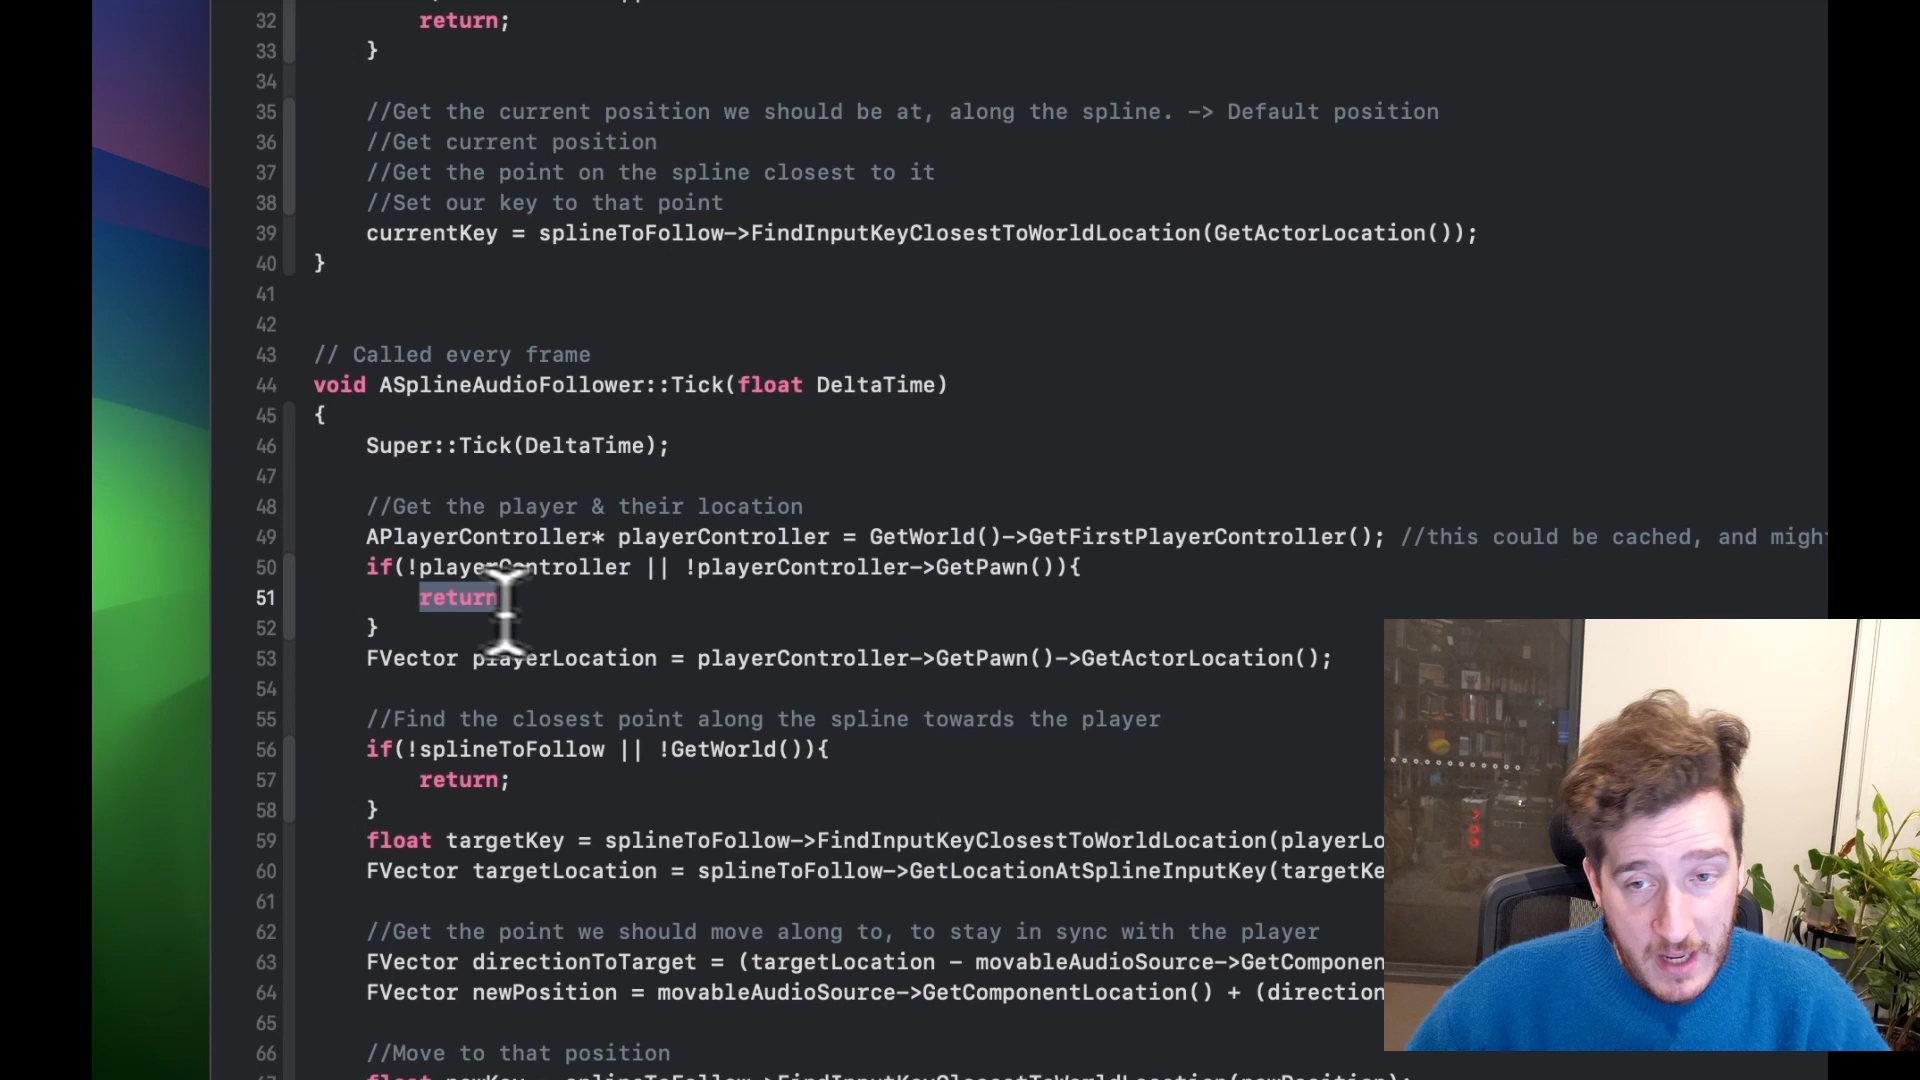 32 return;
33 }
34
35 //Get the current position we should be at, along the spline. -> Default position
36 //Get current position
37 //Get the point on the spline closest to it
38 //Set our key to that point
39 currentKey = splineToFollow->FindInputKeyClosestToWorldLocation(GetActorLocation());
40 }
41
42
43 // Called every frame
44 void ASplineAudioFollower::Tick(float DeltaTime)
45 {
46 Super::Tick(DeltaTime);
47
48 //Get the player & their location
49 APlayerController* playerController = GetWorld()->GetFirstPlayerController(); //this could be cached, and migh
50 if(!playerController || !playerController->GetPawn()){
51 return
52 }
53 FVector playerLocation = playerController->GetPawn()->GetActorLocation();
54
55 //Find the closest point along the spline towards the player
56 if(!splineToFollow || !GetWorld()){
57 return;
58 }
59 float targetKey = splineToFollow->FindInputKeyClosestToWorldLocation(playerLo
60 FVector targetLocation = splineToFollow->GetLocationAtSplineInputKey(targetKe
61
62 //Get the point we should move along to, to stay in sync with the player
63 FVector directionToTarget = (targetLocation - movableAudioSource->GetComponen
64 FVector newPosition = movableAudioSource->GetComponentLocation() + (direction
65
66 //Move to that position